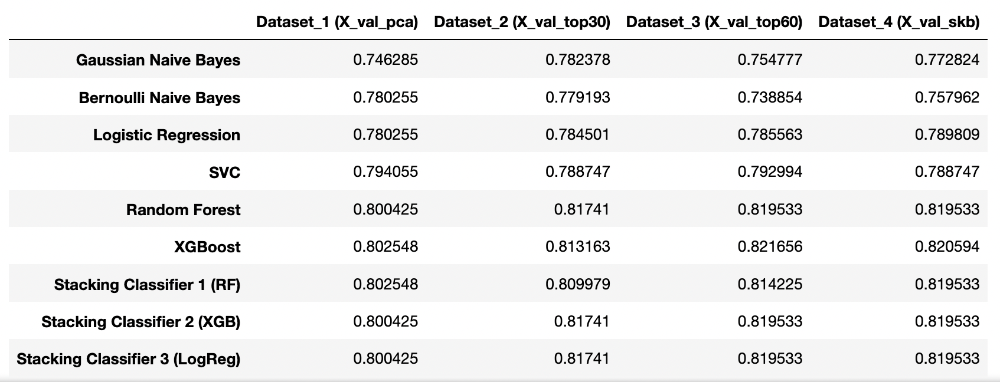 Dataset_1 (X_val_pca) Dataset_2 (X_val_top30) Dataset_3 (X_val_top60) Dataset_4 (X_val_skb)
Gaussian Naive Bayes 0.746285 0.782378 0.754777 0.772824
Bernoulli Naive Bayes 0.780255 0.779193 0.738854 0.757962
Logistic Regression 0.780255 0.784501 0.785563 0.789809
SVC 0.794055 0.788747 0.792994 0.788747
Random Forest 0.800425 0.81741 0.819533 0.819533
XGBoost 0.802548 0.813163 0.821656 0.820594
Stacking Classifier 1 (RF) 0.802548 0.809979 0.814225 0.819533
Stacking Classifier 2 (XGB) 0.800425 0.81741 0.819533 0.819533
Stacking Classifier 3 (LogReg) 0.800425 0.81741 0.819533 0.819533